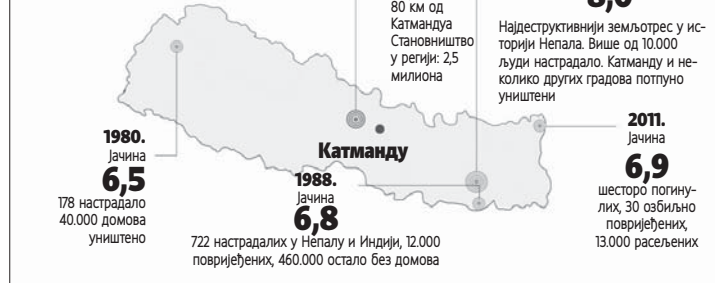 80 км од
Катмандуа
Становништво
у регији: 2,5
милиона
Најдеструктивнији земљотрес у ис-
торији Непала. Више од 10.000
људи настрадало. Катманду и не-
колико других градова потпуно
уништени
1980.
Јачина
6,5
178 настрадало
40.000 домова
уништено
Катманду
1988.
Јачина
6,8
722 настрадалих у Непалу и Индији, 12.000
повријеђених, 460.000 остало без домова
2011.
Јачина
6,9
шесторо погину-
лих, 30 озбиљно
повријеђених,
13.000 расељених